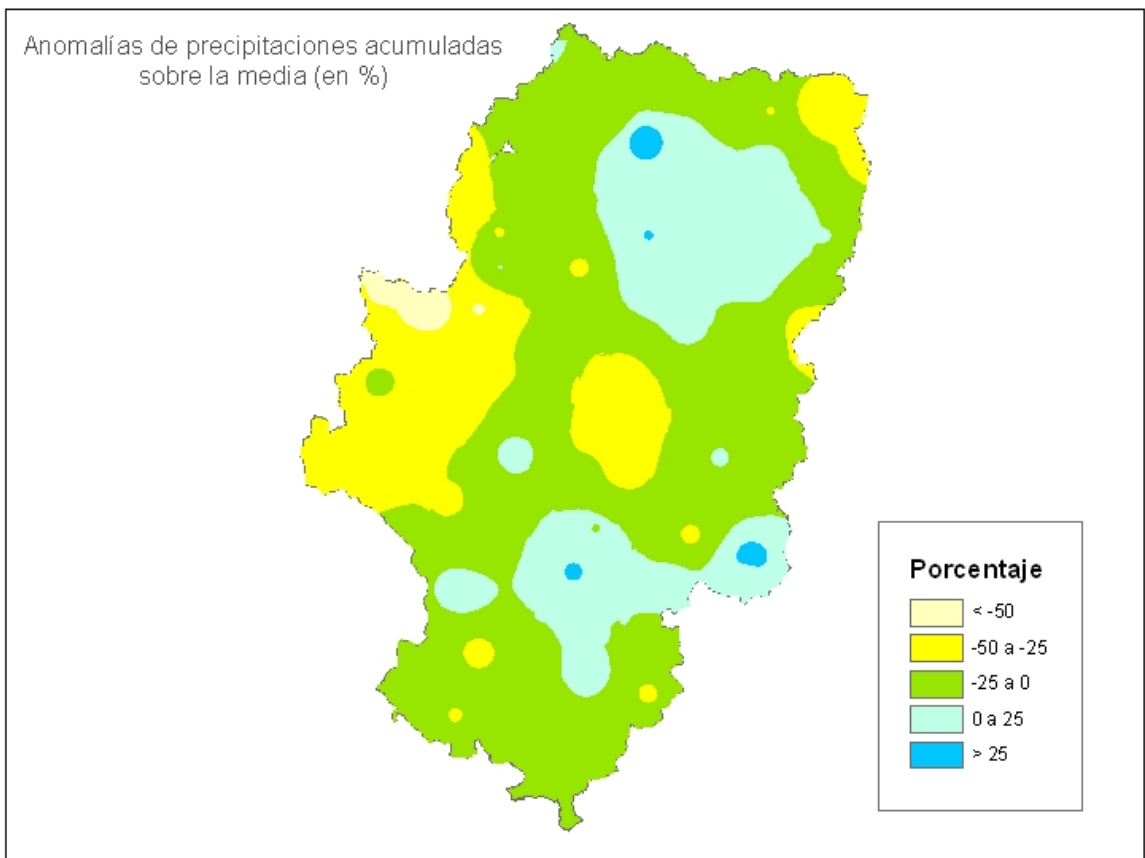 Anomalías de precipitaciones acumuladas
sobre la media (en %)
Porcentaje
< -50
-50 a -25
-25 a 0
0 a 25
> 25